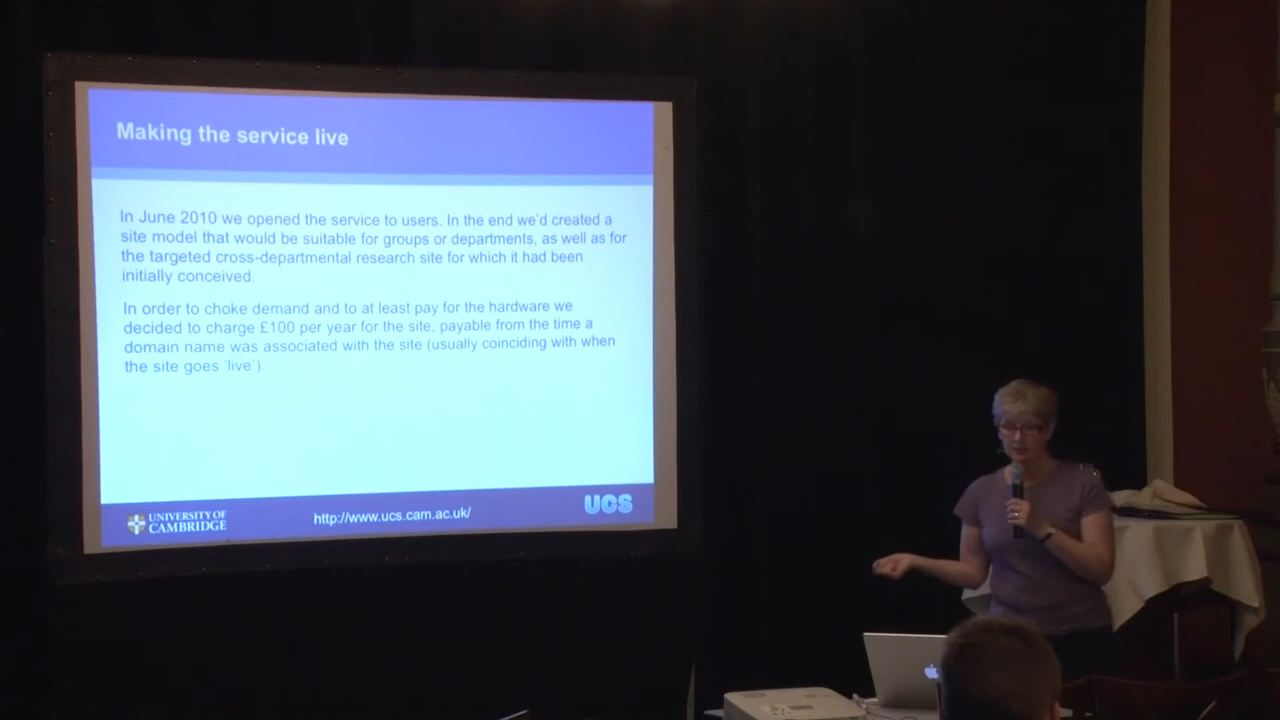 Making the service live
In June 2010 we opened the service to users. In the end we'd created a
site model that would be suitable for groups or departments, as well as for
the targeted cross-departmental research site for which it had been
initially conceived.
In order to choke demand and to at least pay for the hardware we
decided to charge £100 per year for the site, payable from the time a
domain name was associated with the site (usually coinciding with when
the site goes 'live').
UNIVERSITY OF
CAMBRIDGE
http://www.ucs.cam.ac.uk/
UCS